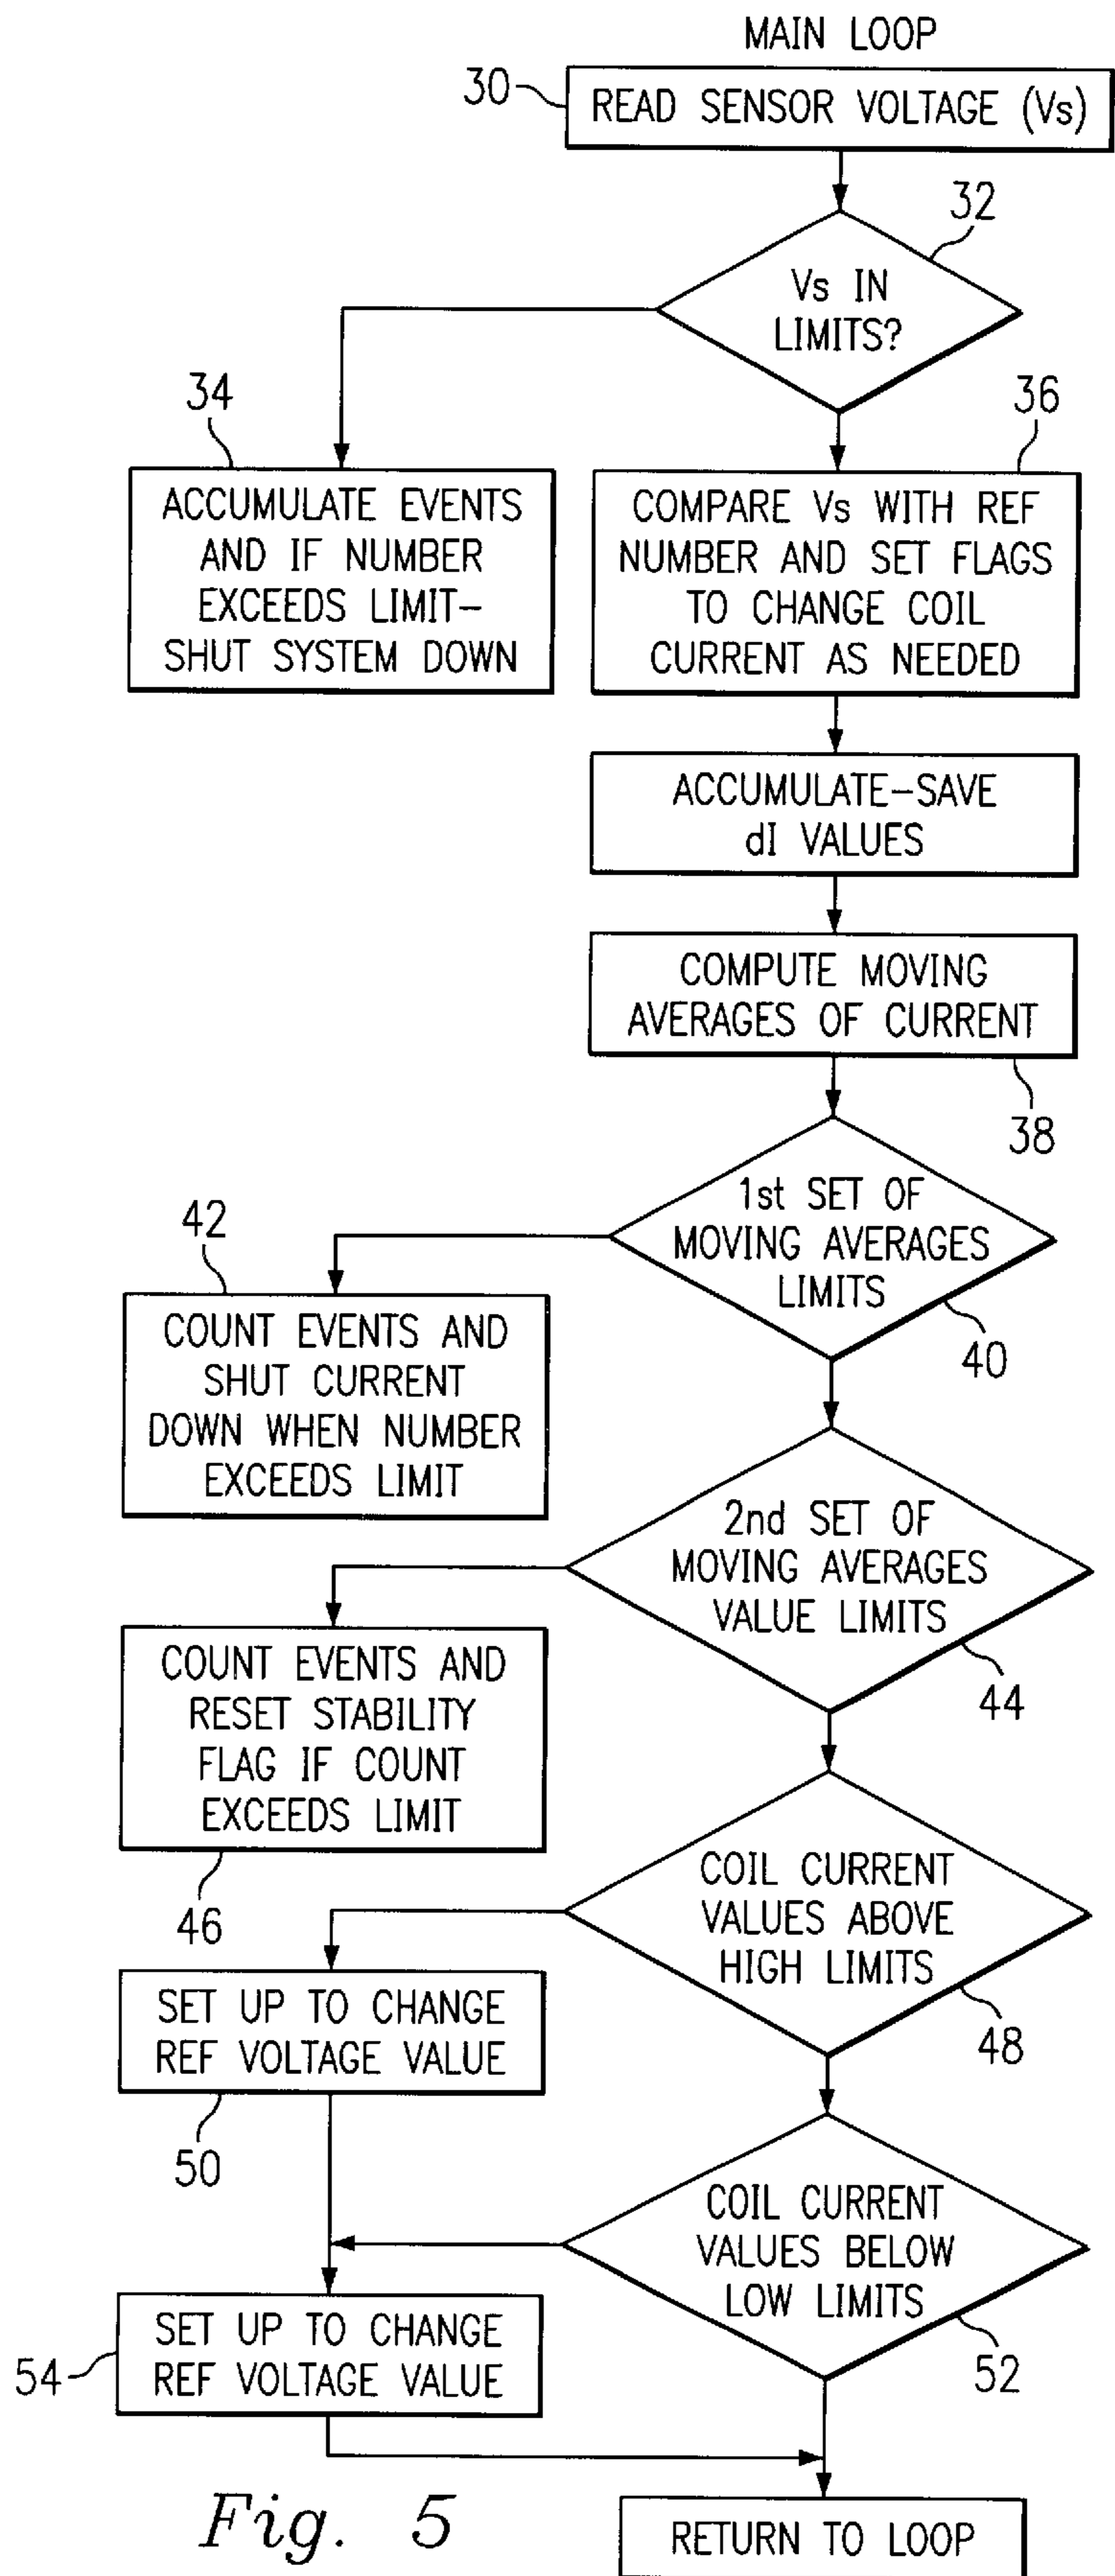 MAIN LOOP
30
READ SENSOR VOLTAGE (Vs)
32
Vs IN
LIMITS?
34
ACCUMULATE EVENTS
AND IF NUMBER
EXCEEDS LIMIT-
SHUT SYSTEM DOWN
36
COMPARE Vs WITH REF
NUMBER AND SET FLAGS
TO CHANGE COIL
CURRENT AS NEEDED
ACCUMULATE-SAVE
dI VALUES
COMPUTE MOVING
AVERAGES OF CURRENT
38
1st SET OF
MOVING AVERAGES
LIMITS
40
42
COUNT EVENTS AND
SHUT CURRENT
DOWN WHEN NUMBER
EXCEEDS LIMIT
2nd SET OF
MOVING AVERAGES
VALUE LIMITS
44
COUNT EVENTS AND
RESET STABILITY
FLAG IF COUNT
EXCEEDS LIMIT
46
COIL CURRENT
VALUES ABOVE
HIGH LIMITS
48
SET UP TO CHANGE
REF VOLTAGE VALUE
50
COIL CURRENT
VALUES BELOW
LOW LIMITS
52
54
SET UP TO CHANGE
REF VOLTAGE VALUE
RETURN TO LOOP
Fig. 5